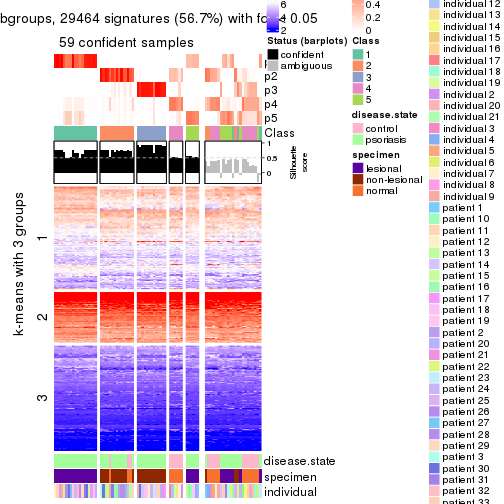 bgroups, 29464 signatures (56.7%) with
0.05
59 confident samples
p2
p3
p4
p5
Class
1
0.5
0
Silhouette
score
k-means with 3 groups
1
2
3
disease.state
specimen
individual
6
4
2
Status (barplots)
confident
ambiguous
0.4
0.2
0
Class
1
2
3
4
5
disease.state
control
psoriasis
specimen
lesional
non-lesional
normal
individual 12
individual 13
individual 14
individual 15
individual 16
individual 17
individual 18
individual 19
individual 2
individual 20
individual 21
individual 3
individual 4
individual 5
individual 6
individual 7
individual 8
individual 9
patient 1
patient 10
patient 11
patient 12
patient 13
patient 14
patient 15
patient 16
patient 17
patient 18
patient 19
patient 2
patient 20
patient 21
patient 22
patient 23
patient 24
patient 25
patient 26
patient 27
patient 28
patient 29
patient 3
patient 30
patient 31
patient 32
patient 33